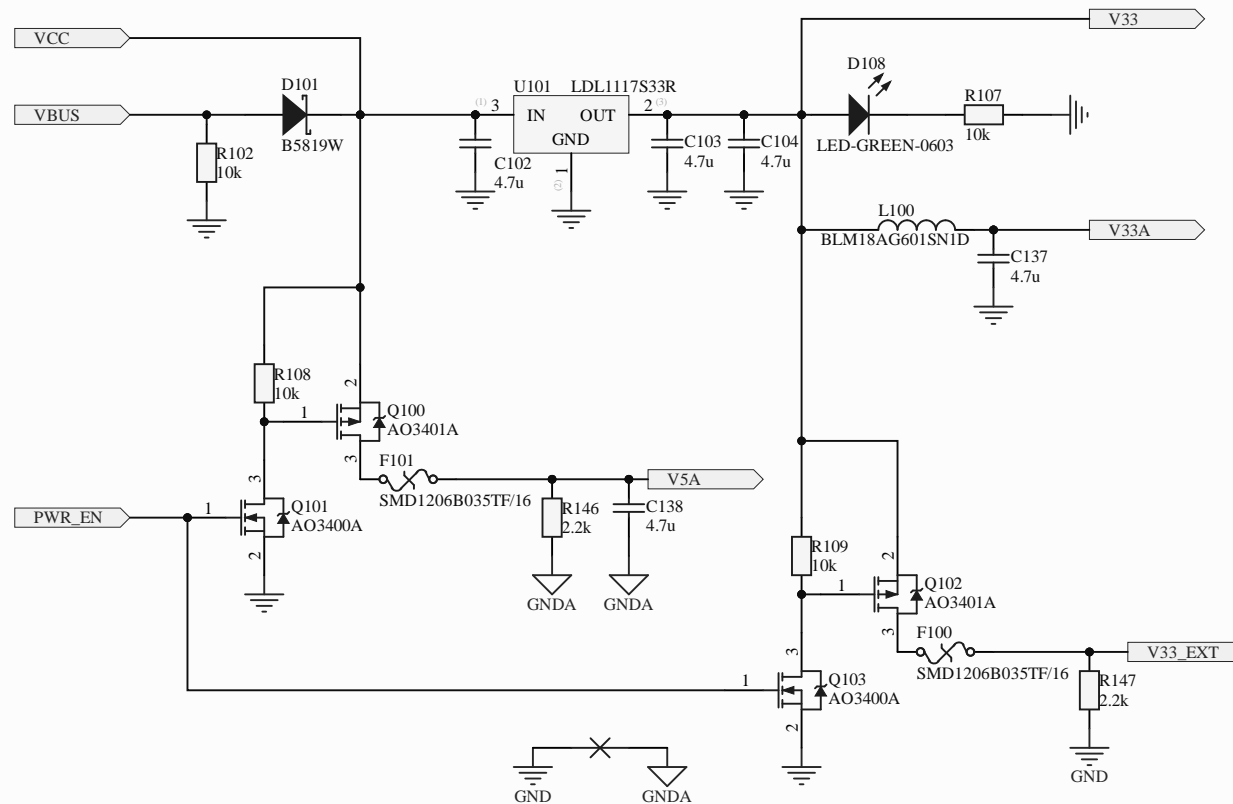 V33
VCC
D108
D101
U101 LDL1117S33R
R107
VBUS
(1) 3
IN OUT
2 (3)
10k
B5819W
GND
LED-GREEN-0603
R102
10k
C102
4.7u
C103
4.7u
C104
4.7u
(2) 1
L100
BLM18AG601SN1D
V33A
C137
4.7u
R108
10k
2
1
Q100
AO3401A
3
F101
SMD1206B035TF/16
V5A
3
PWR_EN
1
Q101
AO3400A
2
R146
2.2k
C138
4.7u
R109
10k
2
GNDA
GNDA
1
Q102
AO3401A
3
F100
SMD1206B035TF/16
V33_EXT
3
1
Q103
AO3400A
2
R147
2.2k
GND
GND
GNDA